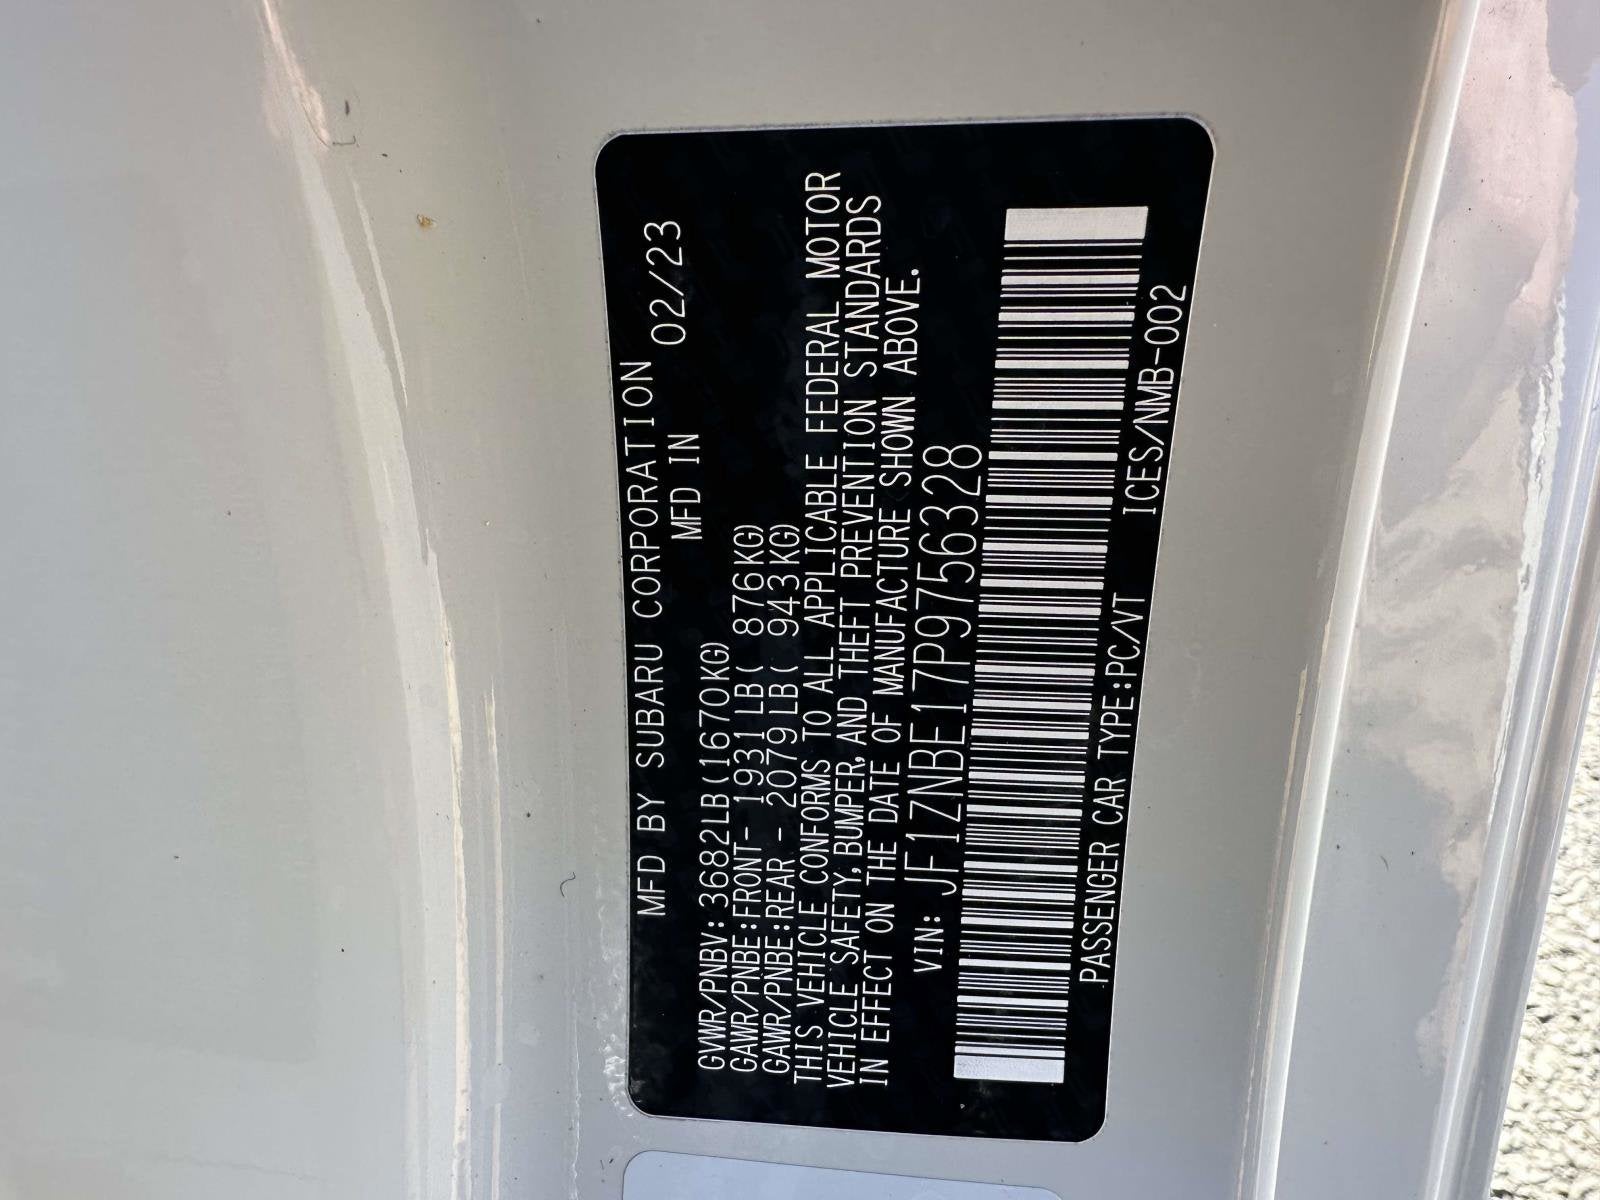 MFD BY SUBARU CORPORATION
MFD IN 02/23
GVWR/PNBV: 3682LB(1670KG)
GAWR/PNBE:FRONT- 1931LB( 876KG)
GAWR/PNBE:REAR - 2079LB( 943KG)
THIS VEHICLE CONFORMS TO ALL APPLICABLE FEDERAL MOTOR
VEHICLE SAFETY, BUMPER, AND THEFT PREVENTION STANDARDS
IN EFFECT ON THE DATE OF MANUFACTURE SHOWN ABOVE.
VIN: JF1ZNBE17P9756328
PASSENGER CAR TYPE:PC/VT ICES/NMB-002